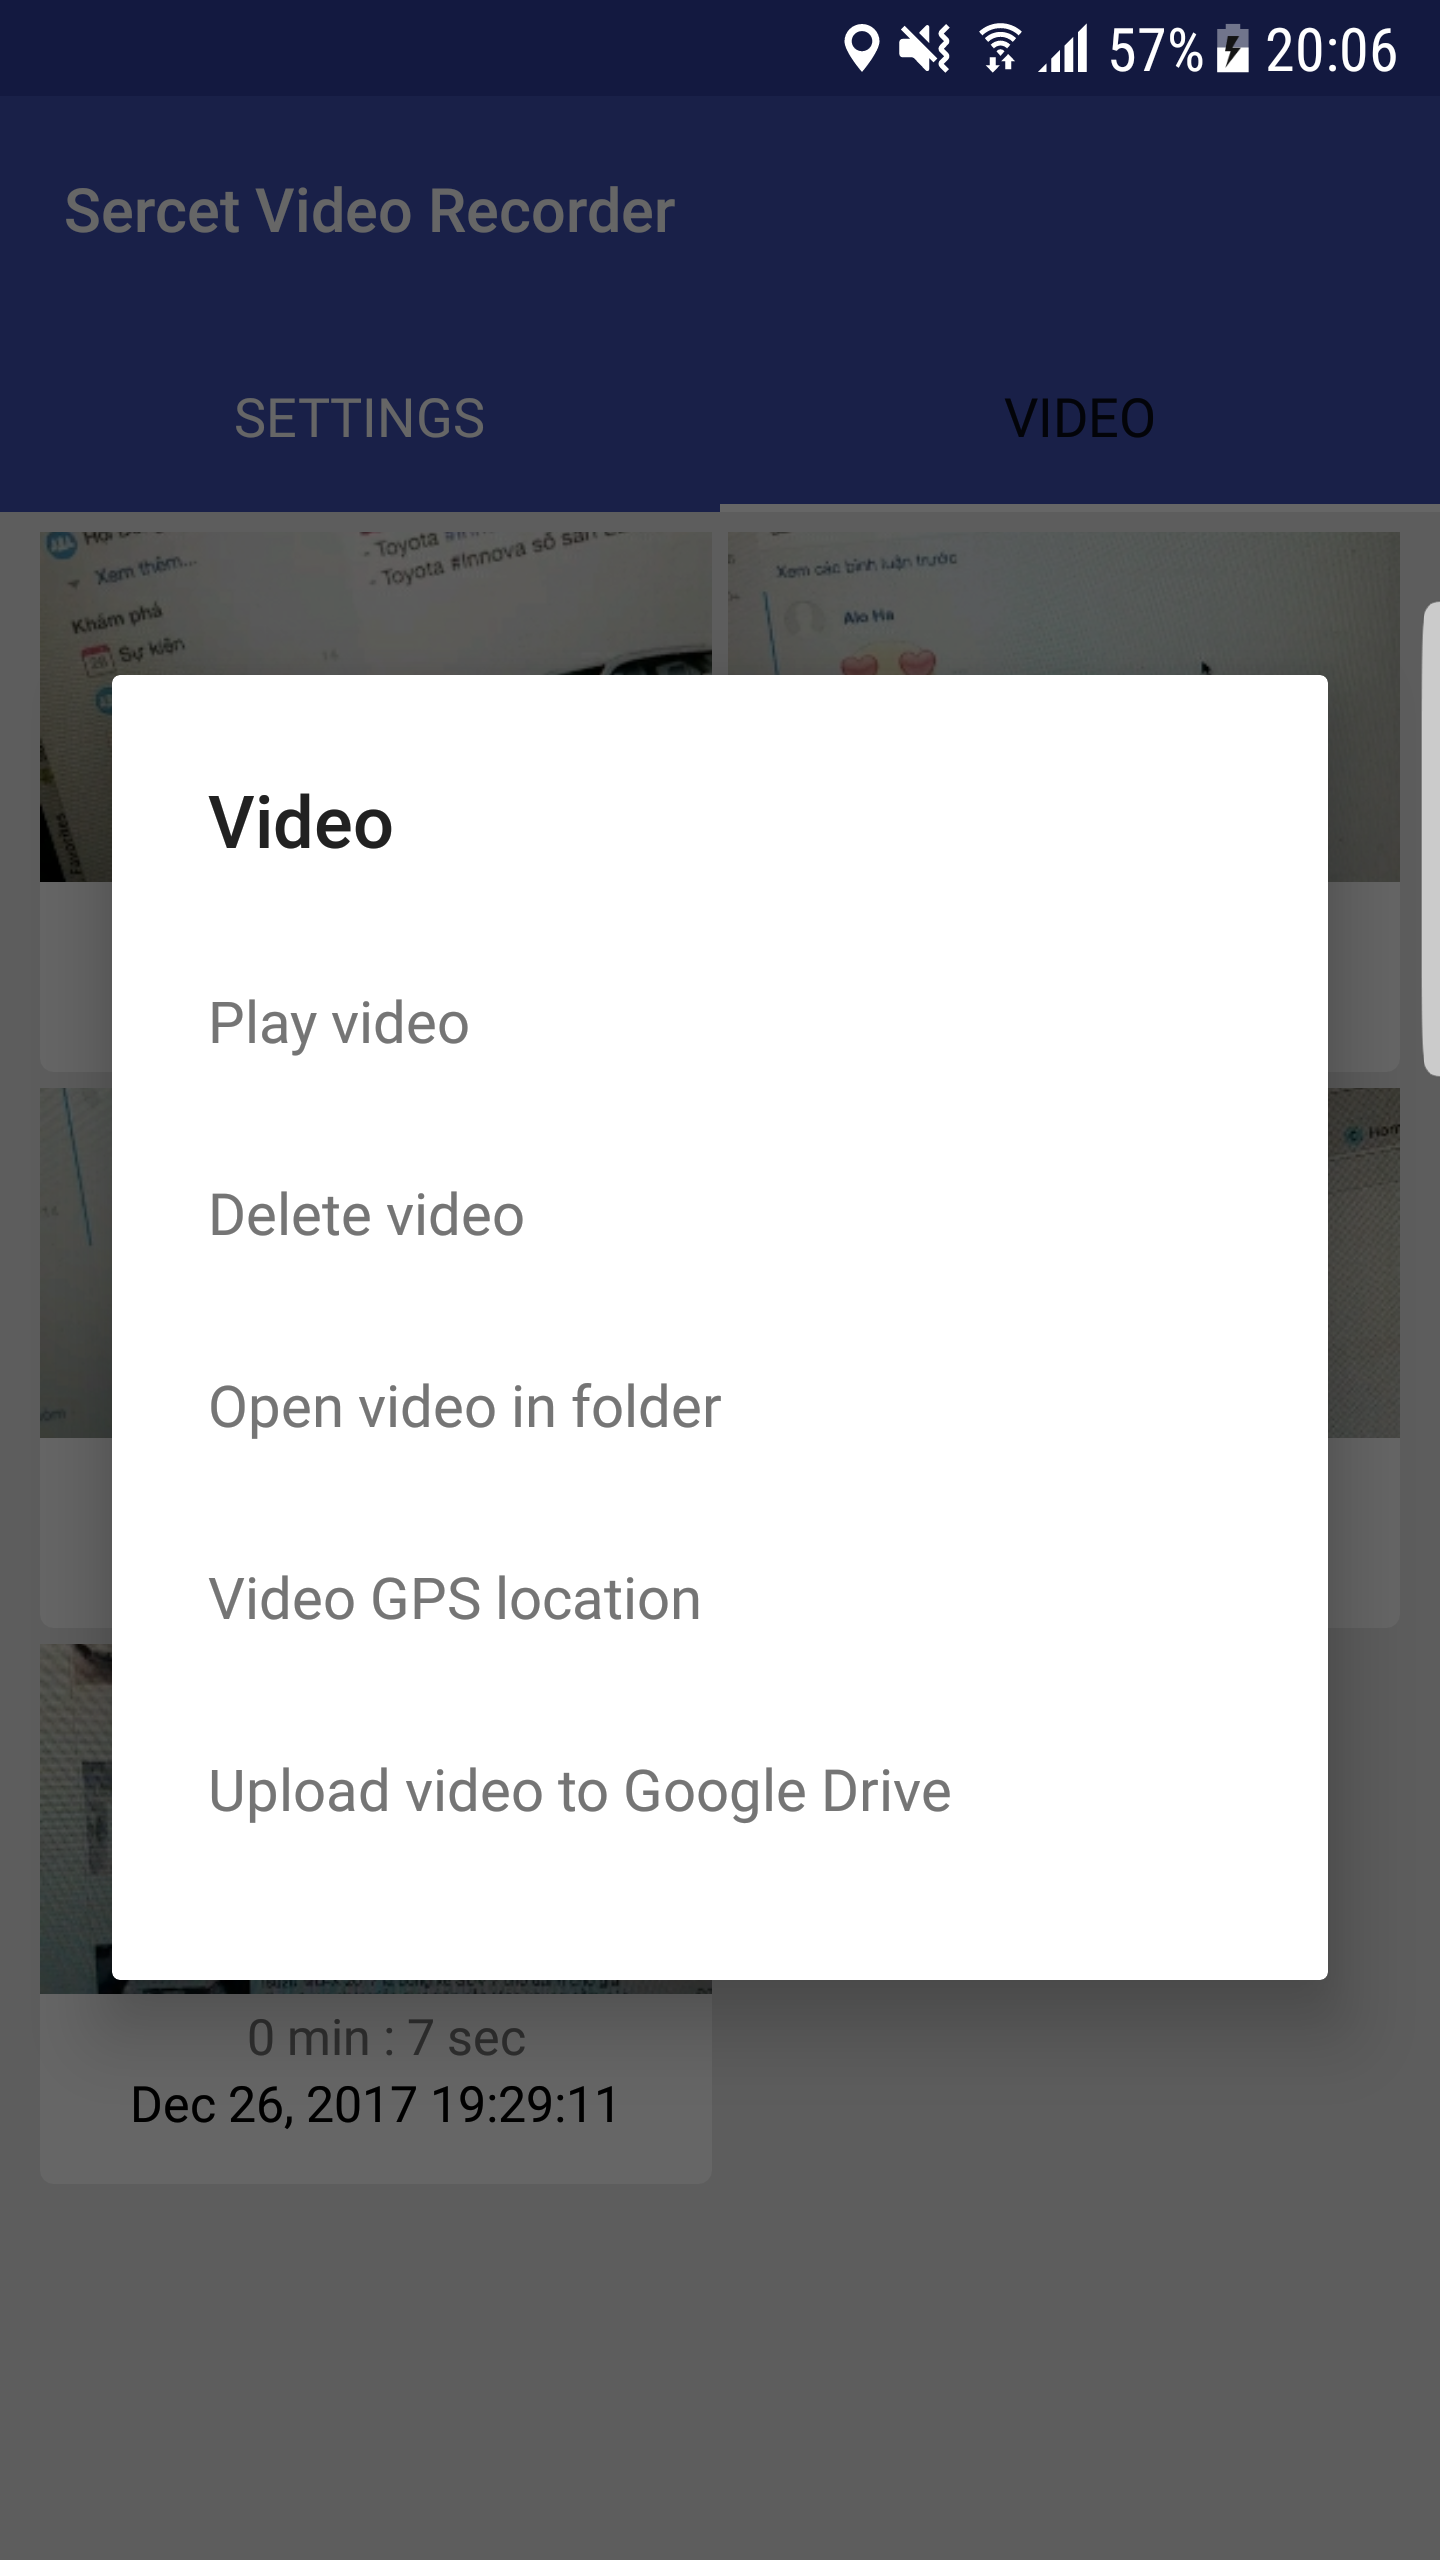 57% 20:06
Sercet Video Recorder
SETTINGS
VIDEO
Xem thêm...
Khám phá
28 Sự kiện
- Toyota
- Toyota #Innova số sàn
Xem các bình luận trước
Alo Ha
Favorites
Video
Play video
Delete video
Open video in folder
Video GPS location
Upload video to Google Drive
0 min : 7 sec
Dec 26, 2017 19:29:11